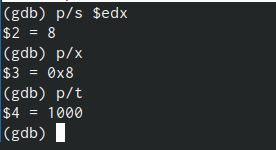 (gdb) p/s $edx
$2 = 8
(gdb) p/x
$3 = 0x8
(gdb) p/t
$4 = 1000
(gdb)